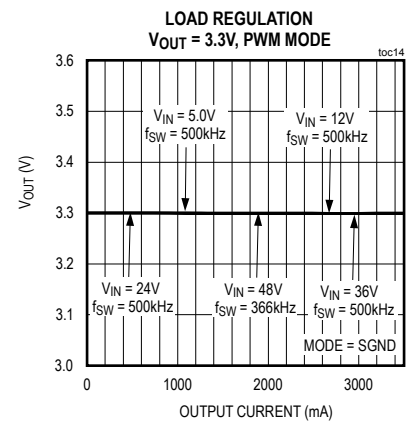 LOAD REGULATION
VOUT = 3.3V, PWM MODE
toc14
3.6
3.5
3.4
3.3
3.2
3.1
3.0
VOUT (V)
VIN = 5.0V
fSW = 500kHz
VIN = 12V
fSW = 500kHz
VIN = 24V
fSW = 500kHz
VIN = 48V
fSW = 366kHz
VIN = 36V
fSW = 500kHz
MODE = SGND
0
1000
2000
3000
OUTPUT CURRENT (mA)